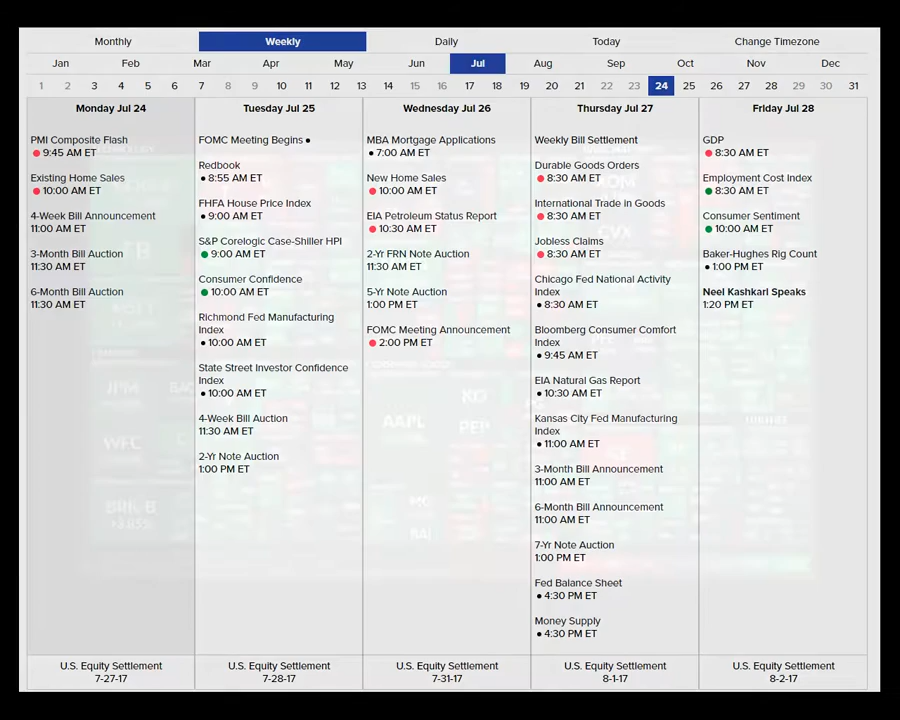 Monthly Weekly Daily Today Change Timezone
Jan Feb Mar Apr May Jun Jul Aug Sep Oct Nov Dec
1 2 3 4 5 6 7 8 9 10 11 12 13 14 15 16 17 18 19 20 21 22 23 24 25 26 27 28 29 30 31
Monday Jul 24
PMI Composite Flash
9:45 AM ET
Existing Home Sales
10:00 AM ET
4-Week Bill Announcement
11:00 AM ET
3-Month Bill Auction
11:30 AM ET
6-Month Bill Auction
11:30 AM ET
U.S. Equity Settlement
7-27-17
Tuesday Jul 25
FOMC Meeting Begins
Redbook
8:55 AM ET
FHFA House Price Index
9:00 AM ET
S&P Corelogic Case-Shiller HPI
9:00 AM ET
Consumer Confidence
10:00 AM ET
Richmond Fed Manufacturing
Index
10:00 AM ET
State Street Investor Confidence
Index
10:00 AM ET
4-Week Bill Auction
11:30 AM ET
2-Yr Note Auction
1:00 PM ET
U.S. Equity Settlement
7-28-17
Wednesday Jul 26
MBA Mortgage Applications
7:00 AM ET
New Home Sales
10:00 AM ET
EIA Petroleum Status Report
10:30 AM ET
2-Yr FRN Note Auction
11:30 AM ET
5-Yr Note Auction
1:00 PM ET
FOMC Meeting Announcement
2:00 PM ET
U.S. Equity Settlement
7-31-17
Thursday Jul 27
Weekly Bill Settlement
Durable Goods Orders
8:30 AM ET
International Trade in Goods
8:30 AM ET
Jobless Claims
8:30 AM ET
Chicago Fed National Activity
Index
8:30 AM ET
Bloomberg Consumer Comfort
Index
9:45 AM ET
EIA Natural Gas Report
10:30 AM ET
Kansas City Fed Manufacturing
Index
11:00 AM ET
3-Month Bill Announcement
11:00 AM ET
6-Month Bill Announcement
11:00 AM ET
7-Yr Note Auction
1:00 PM ET
Fed Balance Sheet
4:30 PM ET
Money Supply
4:30 PM ET
U.S. Equity Settlement
8-1-17
Friday Jul 28
GDP
8:30 AM ET
Employment Cost Index
8:30 AM ET
Consumer Sentiment
10:00 AM ET
Baker-Hughes Rig Count
1:00 PM ET
Neel Kashkari Speaks
1:20 PM ET
U.S. Equity Settlement
8-2-17
XOM
CVX
JPM
WFC
BRK-B
AAPL
KO
PEP